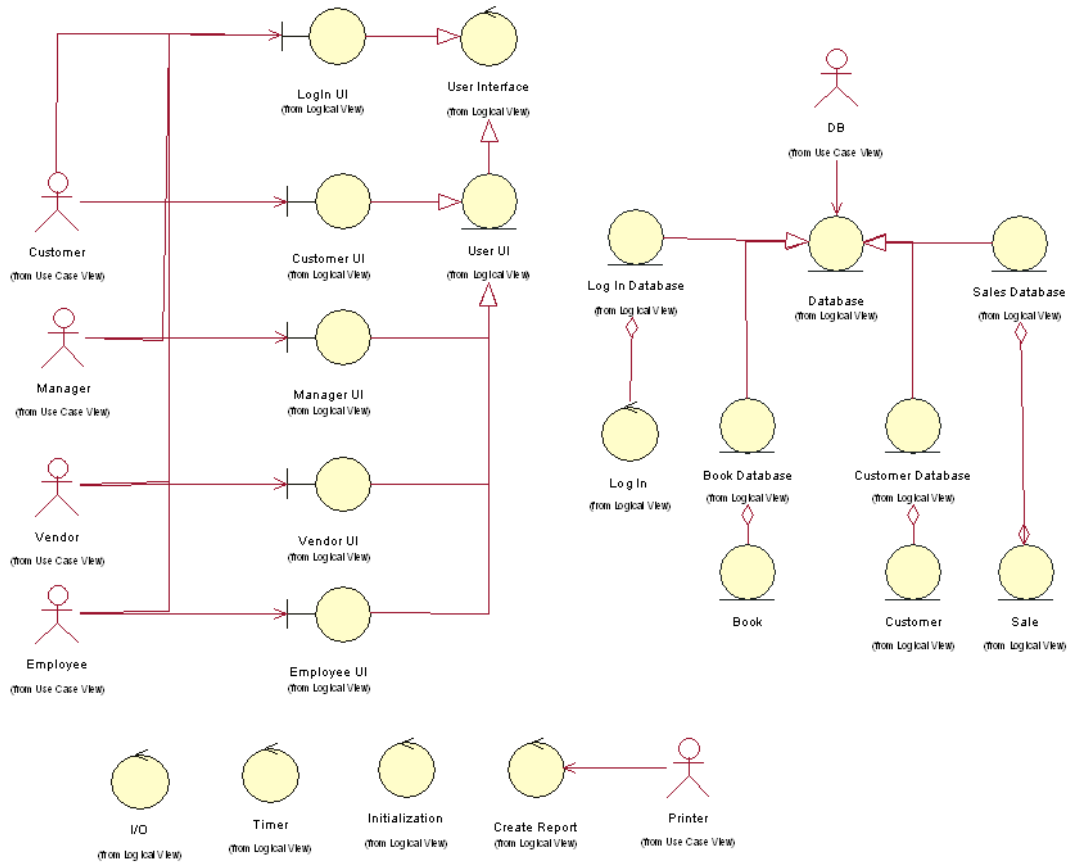 LogIn UI
(from Logical View)
User Interface
(from Logical View)
DB
(from Use Case View)
Customer
(from Use Case View)
Customer UI
(from Logical View)
User UI
(from Logical View)
Log In Database
(from Logical View)
Database
(from Logical View)
Sales Database
(from Logical View)
Manager
(from Use Case View)
Manager UI
(from Logical View)
Log In
(from Logical View)
Book Database
(from Logical View)
Customer Database
(from Logical View)
Vendor
(from Use Case View)
Vendor UI
(from Logical View)
Book
Customer
(from Logical View)
Sale
(from Logical View)
Employee
(from Use Case View)
Employee UI
(from Logical View)
I/O
(from Logical View)
Timer
(from Logical View)
Initialization
(from Logical View)
Create Report
(from Logical View)
Printer
(from Use Case View)